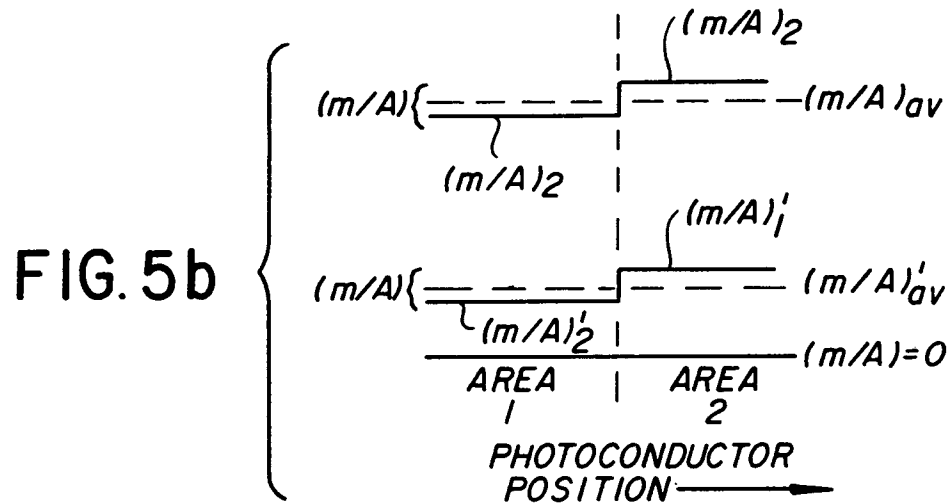 (m/A)₂
(m/A){ (m/A)av
(m/A)₂
FIG. 5b
(m/A)'₁
(m/A){ (m/A)'av
(m/A)'₂
(m/A)=0
AREA 1 AREA 2
PHOTOCONDUCTOR
POSITION